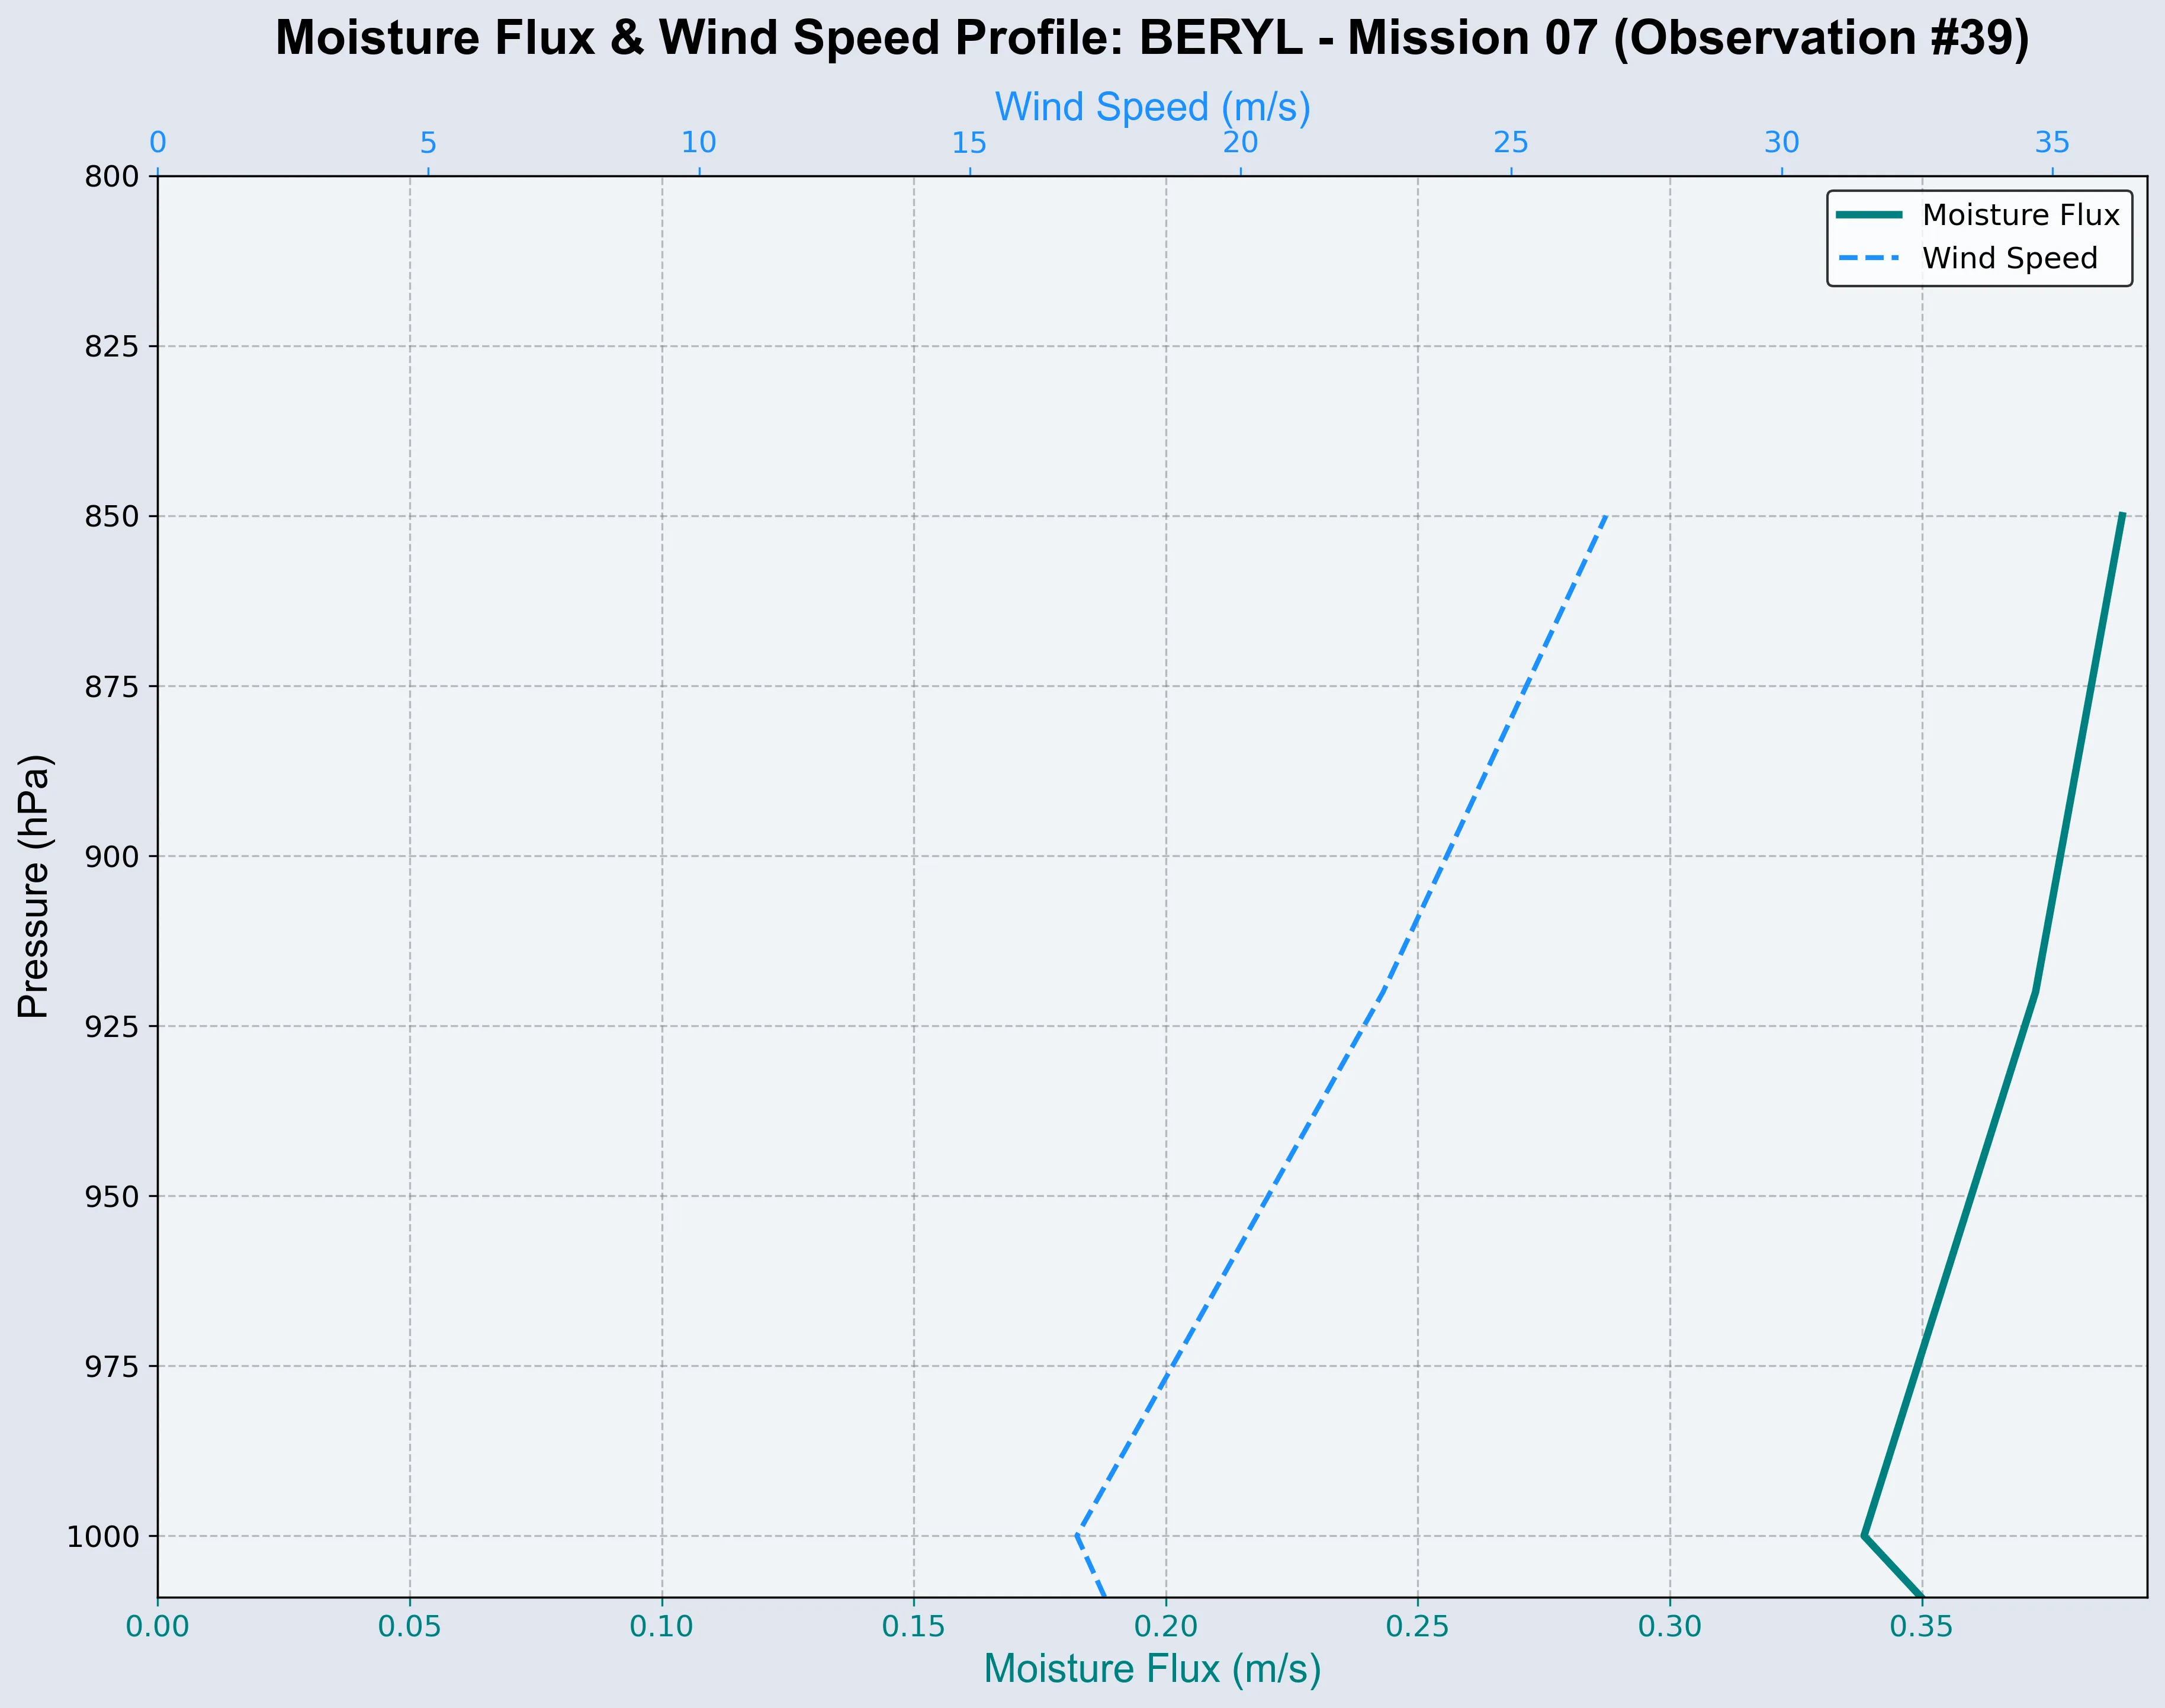 Moisture Flux & Wind Speed Profile: BERYL - Mission 07 (Observation #39)
Wind Speed (m/s)
0 5 10 15 20 25 30 35
Moisture Flux
Wind Speed
800
825
850
875
900
925
950
975
1000
Pressure (hPa)
0.00 0.05 0.10 0.15 0.20 0.25 0.30 0.35
Moisture Flux (m/s)